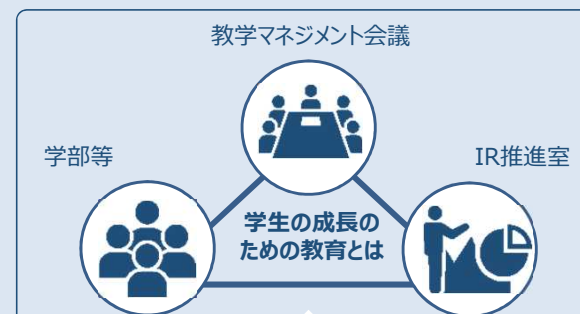 教学マネジメント会議
学部等
IR推進室
学生の成長の
ための教育とは